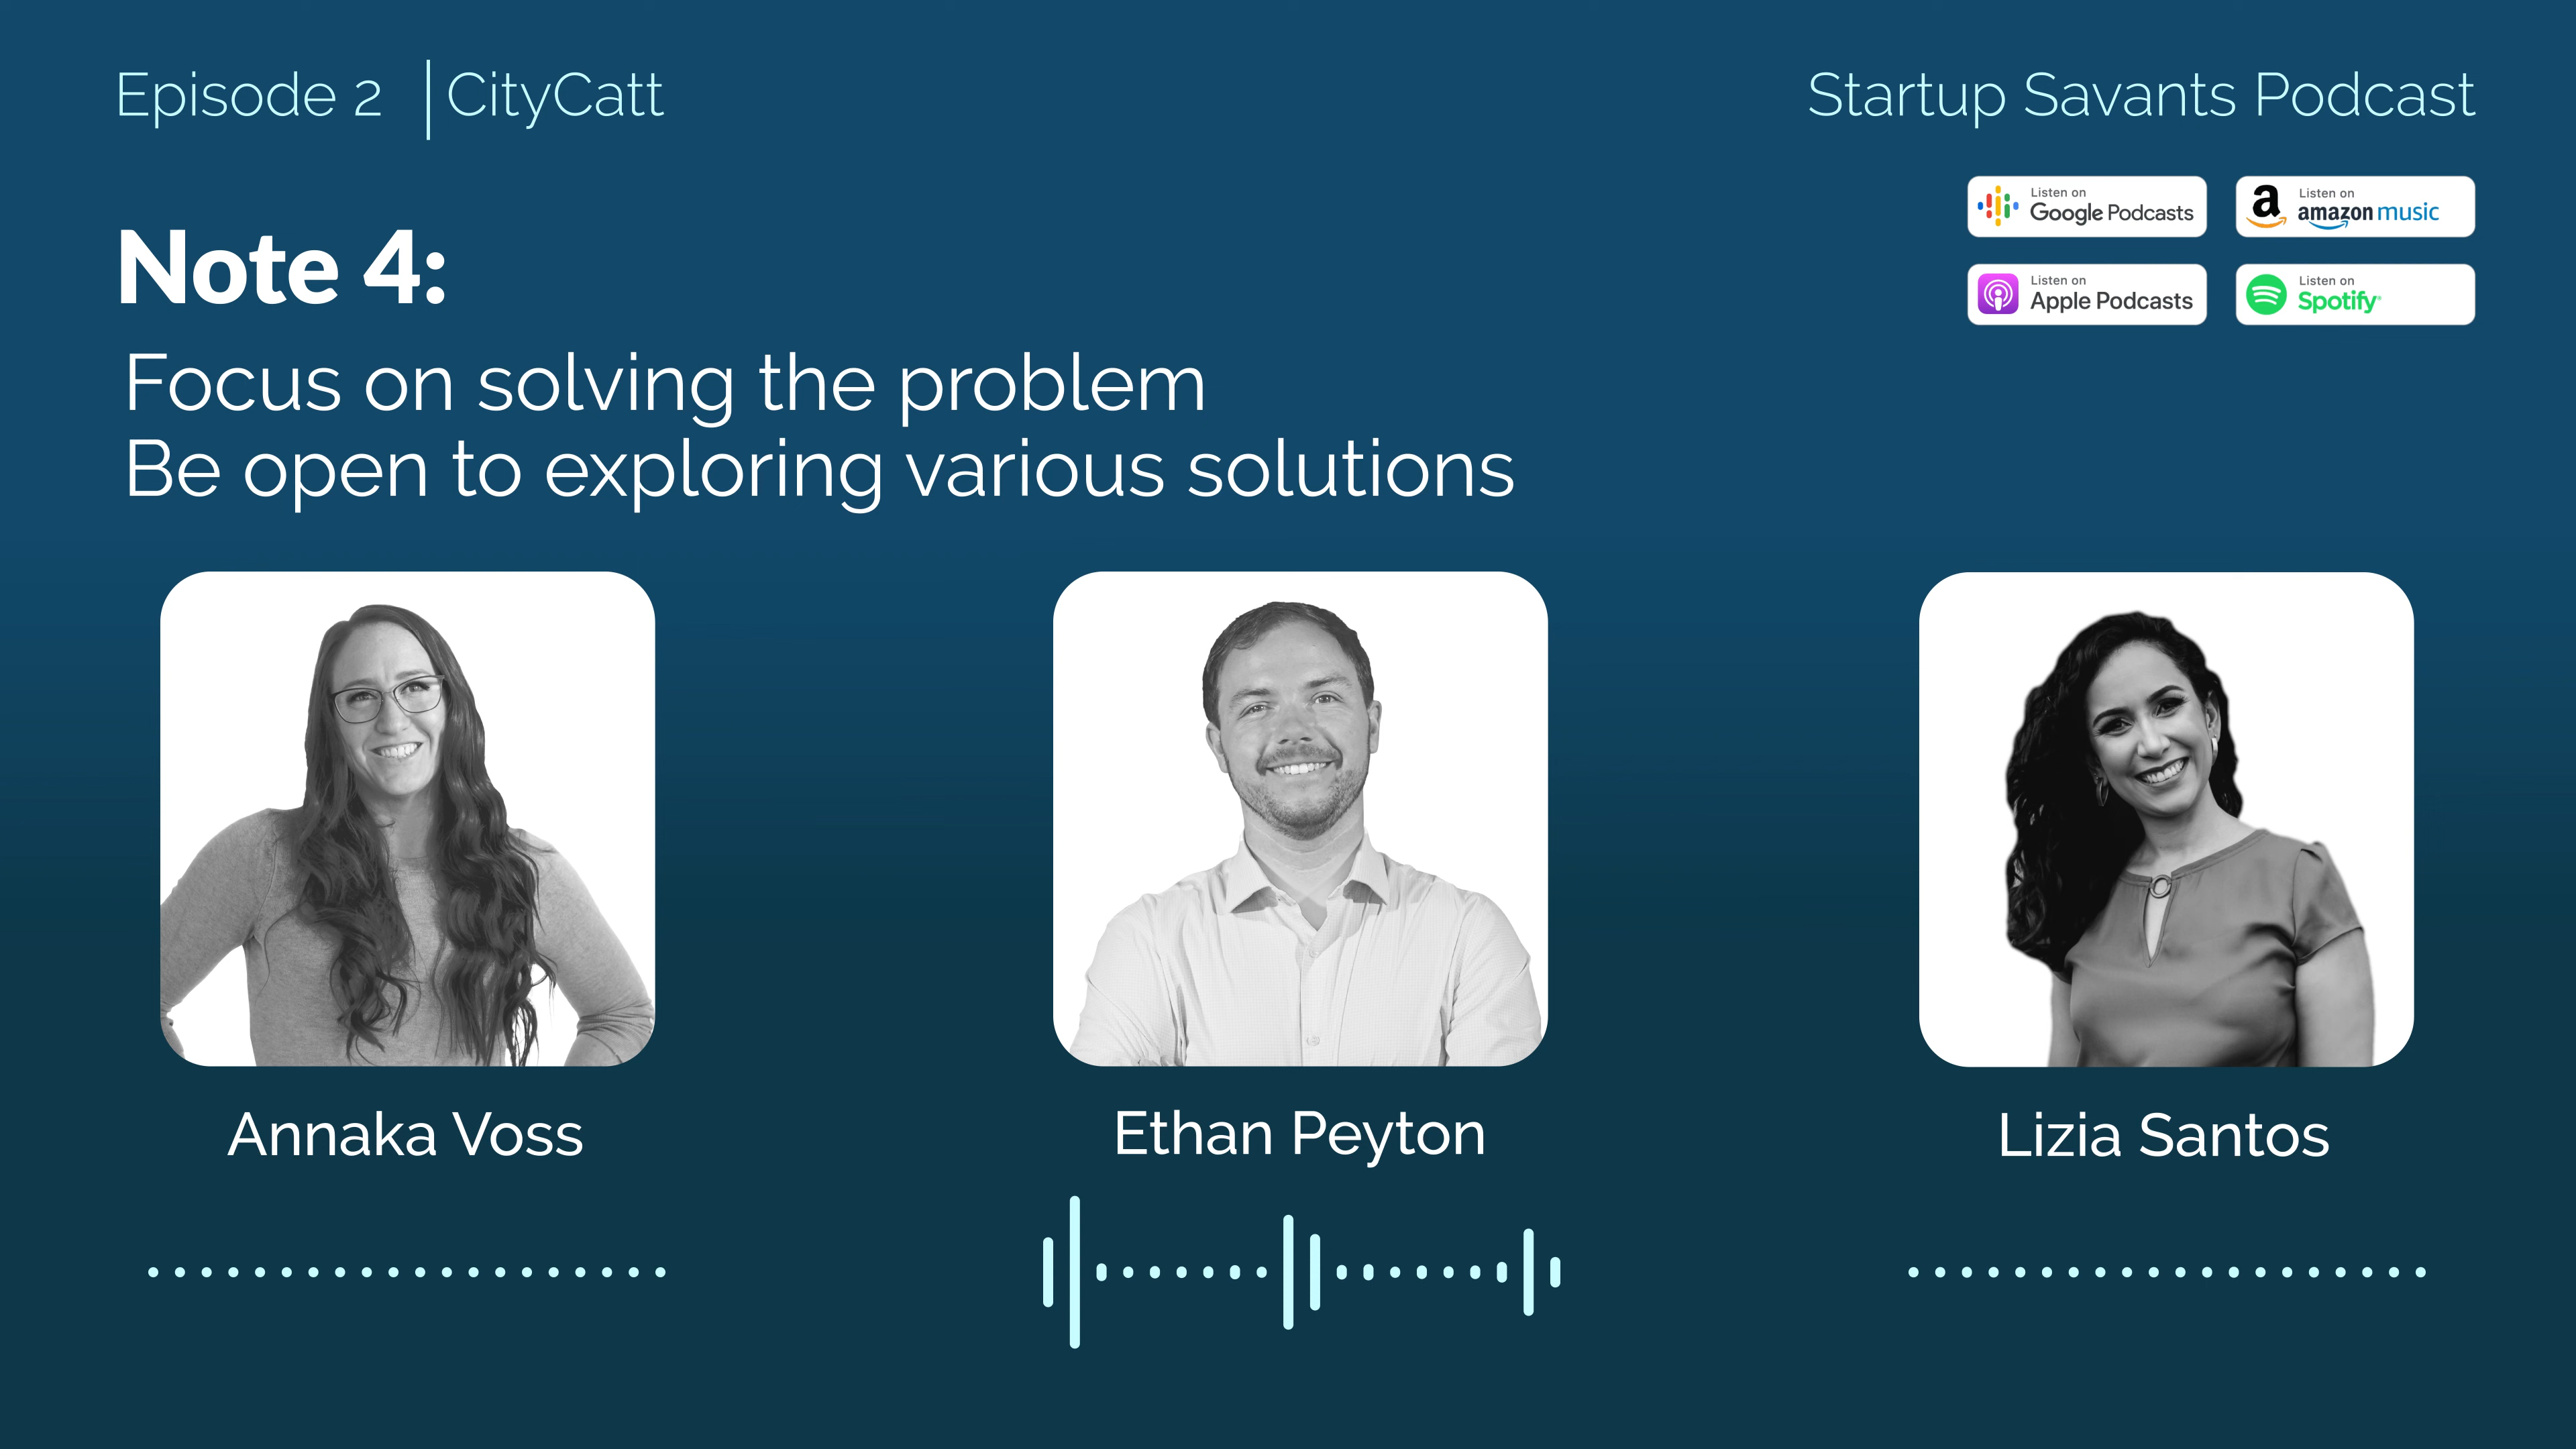 Episode 2 | CityCatt
Startup Savants Podcast
Listen on
Google Podcasts
Listen on
amazon music
Listen on
Apple Podcasts
Listen on
Spotify
Note 4:
Focus on solving the problem
Be open to exploring various solutions
Annaka Voss
Ethan Peyton
Lizia Santos